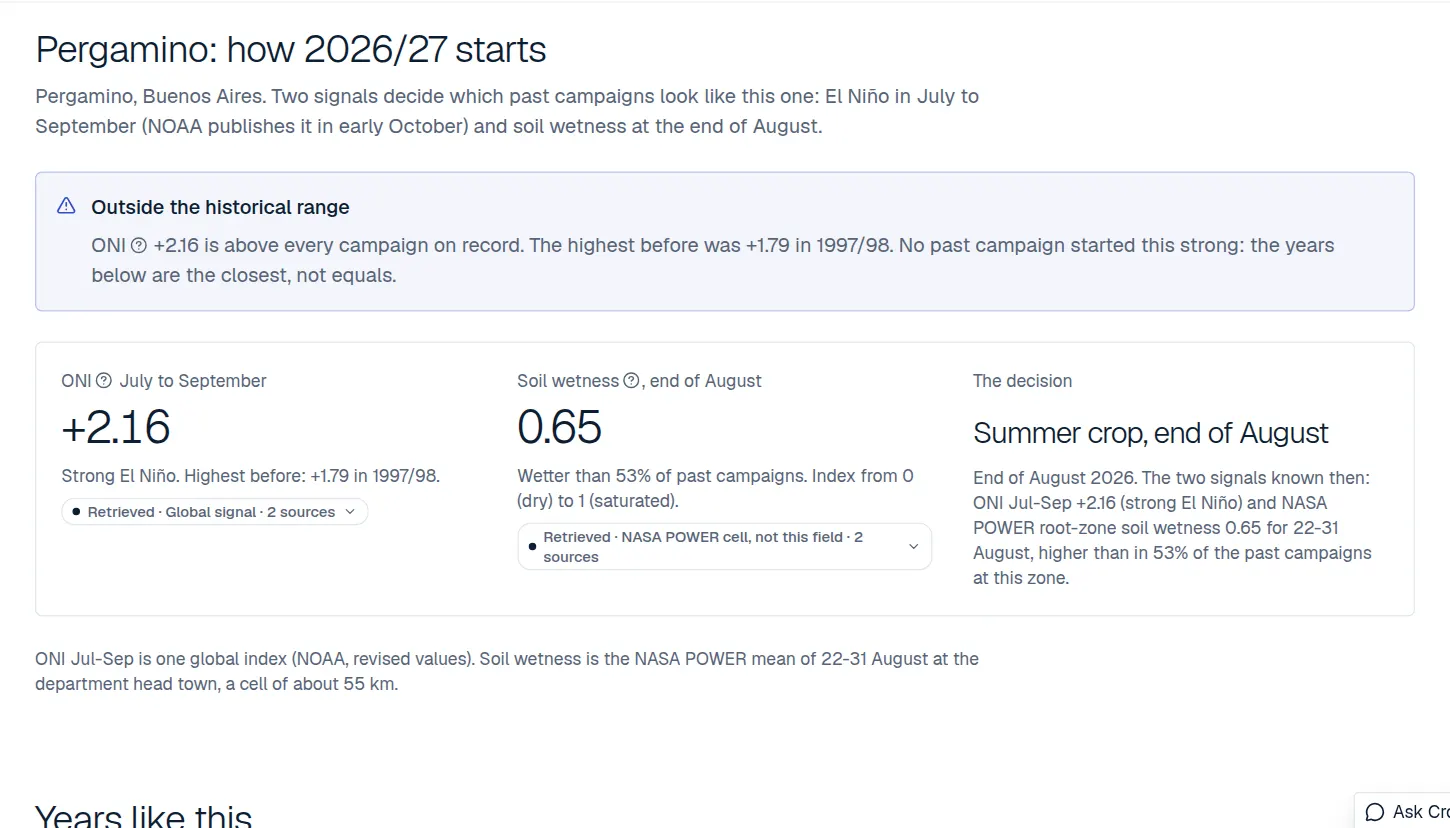 Pergamino: how 2026/27 starts
Pergamino, Buenos Aires. Two signals decide which past campaigns look like this one: El Niño in July to
September (NOAA publishes it in early October) and soil wetness at the end of August.
Outside the historical range
ONI ? +2.16 is above every campaign on record. The highest before was +1.79 in 1997/98. No past campaign started this strong: the years
below are the closest, not equals.
ONI ? July to September
+2.16
Strong El Niño. Highest before: +1.79 in 1997/98.
Retrieved · Global signal · 2 sources
Soil wetness ?, end of August
0.65
Wetter than 53% of past campaigns. Index from 0
(dry) to 1 (saturated).
Retrieved · NASA POWER cell, not this field · 2
sources
The decision
Summer crop, end of August
End of August 2026. The two signals known then:
ONI Jul-Sep +2.16 (strong El Niño) and NASA
POWER root-zone soil wetness 0.65 for 22-31
August, higher than in 53% of the past campaigns
at this zone.
ONI Jul-Sep is one global index (NOAA, revised values). Soil wetness is the NASA POWER mean of 22-31 August at the
department head town, a cell of about 55 km.
Years like this
Ask